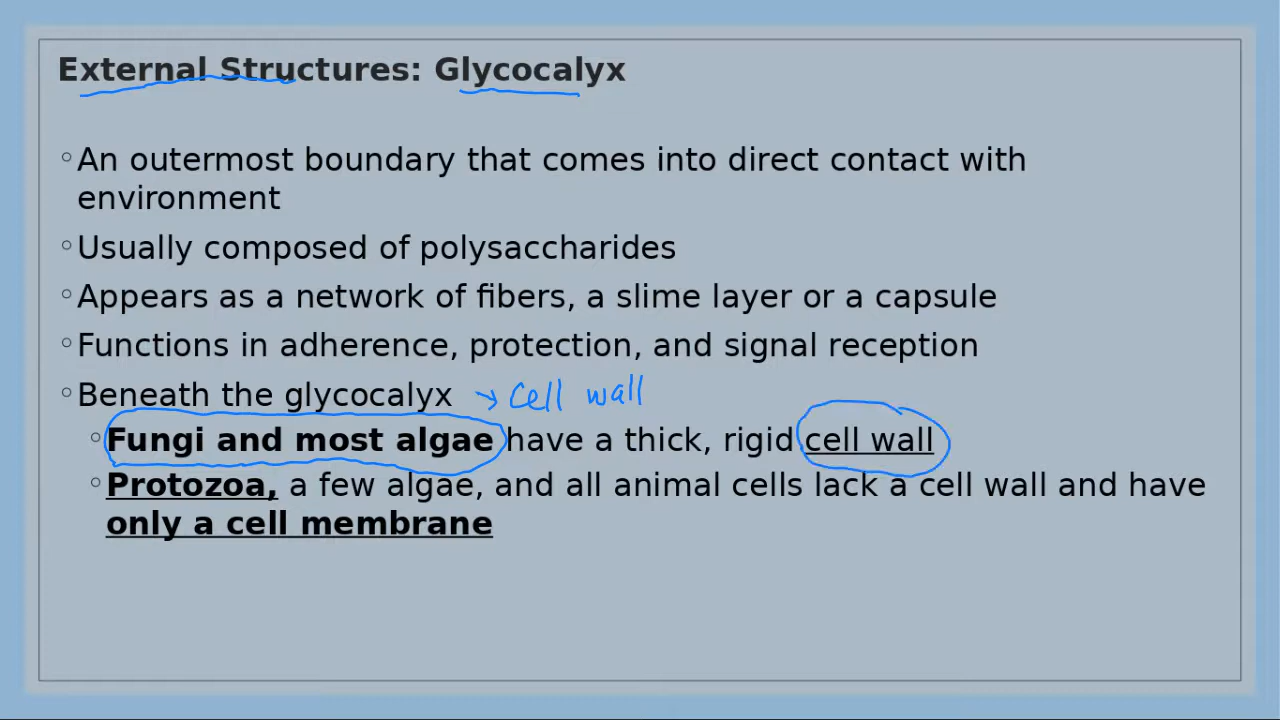 External Structures: Glycocalyx
◦An outermost boundary that comes into direct contact with
environment
◦Usually composed of polysaccharides
◦Appears as a network of fibers, a slime layer or a capsule
◦Functions in adherence, protection, and signal reception
◦Beneath the glycocalyx → cell wall
◦Fungi and most algae have a thick, rigid cell wall
◦Protozoa, a few algae, and all animal cells lack a cell wall and have
only a cell membrane